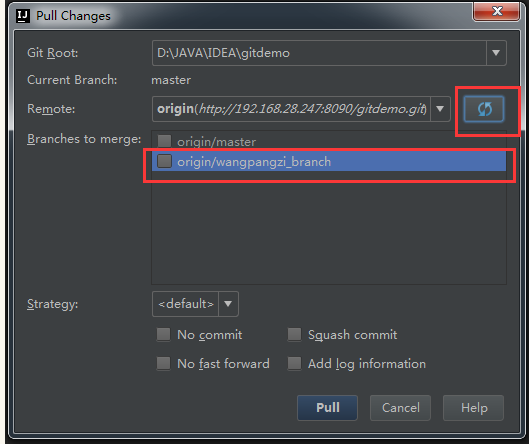 IJ Pull Changes
Git Root: D:\JAVA\IDEA\gitdemo
Current Branch: master
Remote: origin(http://192.168.28.247:8090/gitdemo.git)
Branches to merge: origin/master
origin/wangpangzi_branch
Strategy: <default>
No commit Squash commit
No fast forward Add log information
Pull Cancel Help